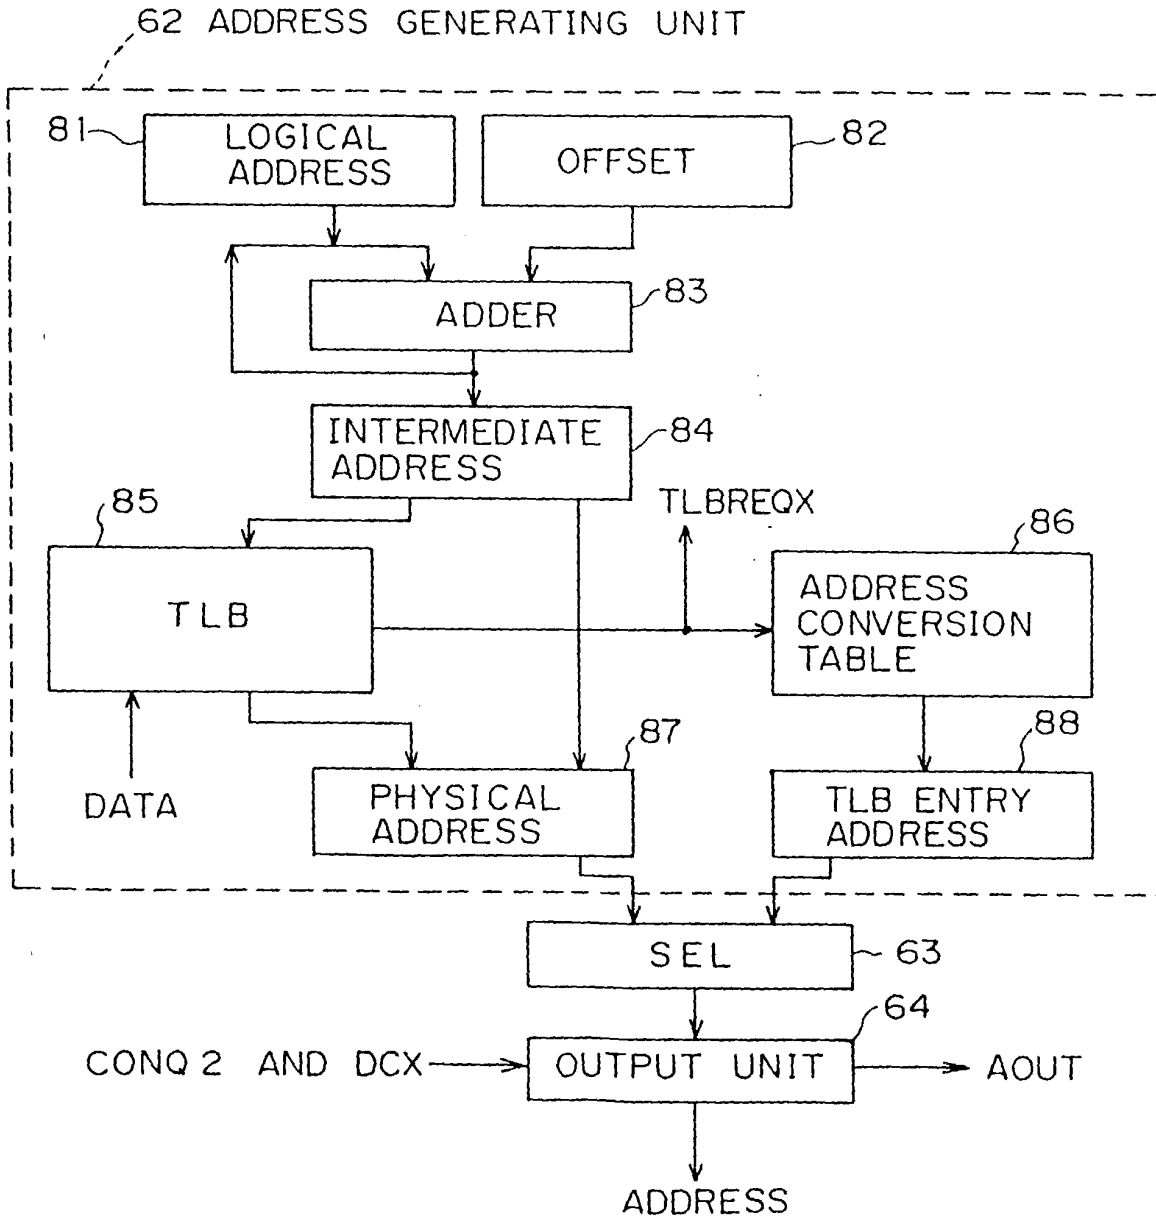 62 ADDRESS GENERATING UNIT
81
LOGICAL
ADDRESS
OFFSET
82
ADDER
83
INTERMEDIATE
ADDRESS
84
85
TLB
TLBREQX
86
ADDRESS
CONVERSION
TABLE
DATA
87
PHYSICAL
ADDRESS
88
TLB ENTRY
ADDRESS
SEL
63
64
CONQ 2 AND DCX
OUTPUT UNIT
AOUT
ADDRESS